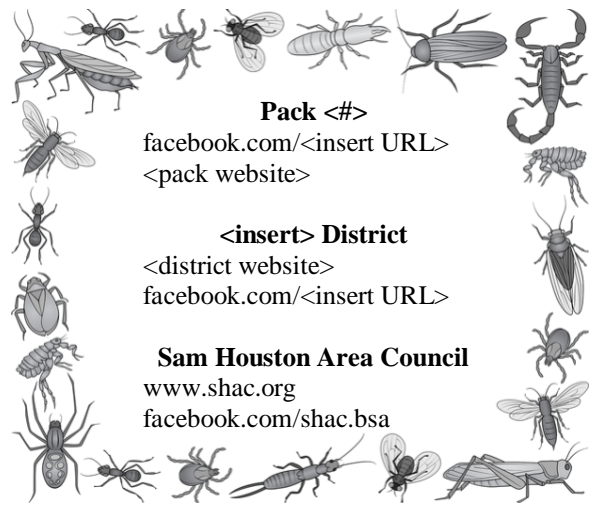 Pack <#>
facebook.com/<insert URL>
<pack website>
<insert> District
<district website>
facebook.com/<insert URL>
Sam Houston Area Council
www.shac.org
facebook.com/shac.bsa